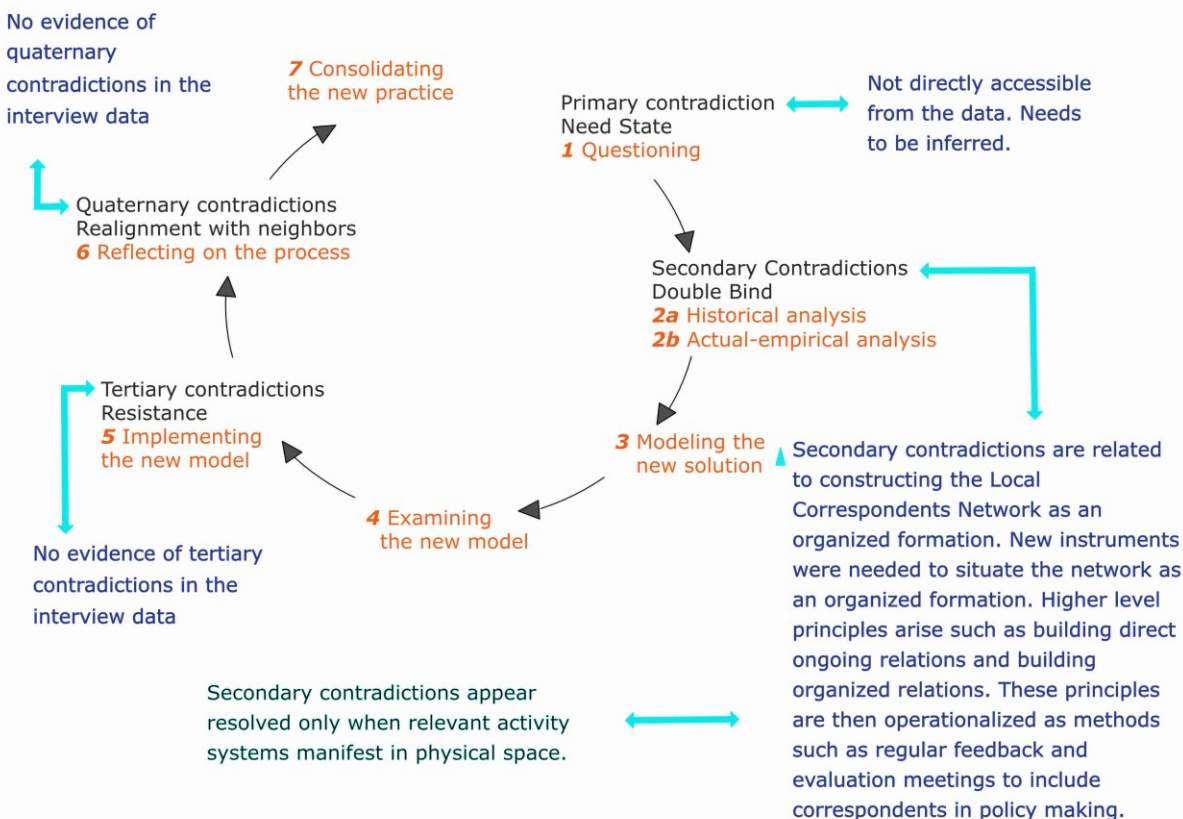 No evidence of
quaternary
contradictions in the
interview data
7 Consolidating
the new practice
Primary contradiction
Need State
1 Questioning
Not directly accessible
from the data. Needs
to be inferred.
Quaternary contradictions
Realignment with neighbors
6 Reflecting on the process
Secondary Contradictions
Double Bind
2a Historical analysis
2b Actual-empirical analysis
Tertiary contradictions
Resistance
5 Implementing
the new model
3 Modeling the
new solution
4 Examining
the new model
No evidence of tertiary
contradictions in the
interview data
Secondary contradictions are related
to constructing the Local
Correspondents Network as an
organized formation. New instruments
were needed to situate the network as
an organized formation. Higher level
principles arise such as building direct
ongoing relations and building
organized relations. These principles
are then operationalized as methods
such as regular feedback and
evaluation meetings to include
correspondents in policy making.
Secondary contradictions appear
resolved only when relevant activity
systems manifest in physical space.